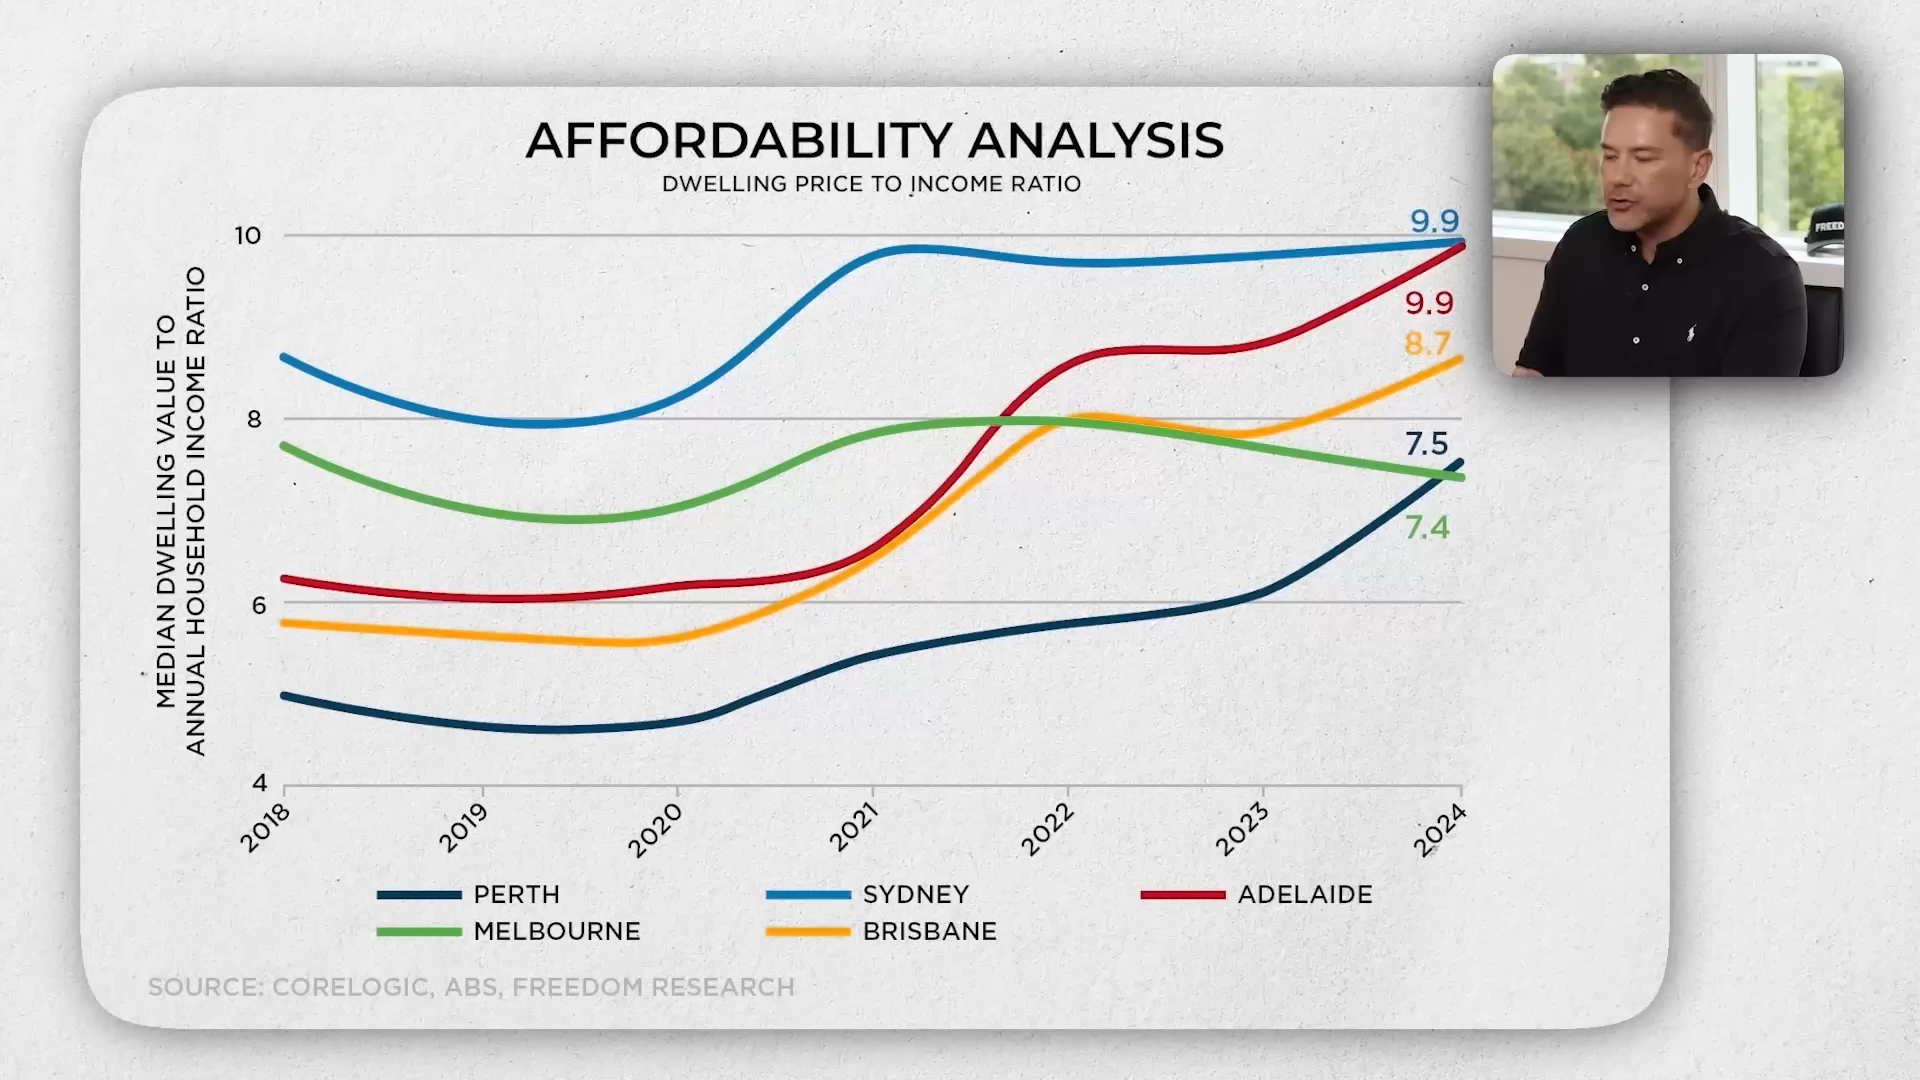 AFFORDABILITY ANALYSIS
DWELLING PRICE TO INCOME RATIO
MEDIAN DWELLING VALUE TO
ANNUAL HOUSEHOLD INCOME RATIO
10
8
6
4
9.9
9.9
8.7
7.5
7.4
2018
2019
2020
2021
2022
2023
2024
PERTH
SYDNEY
ADELAIDE
MELBOURNE
BRISBANE
SOURCE: CORELOGIC, ABS, FREEDOM RESEARCH
FREED